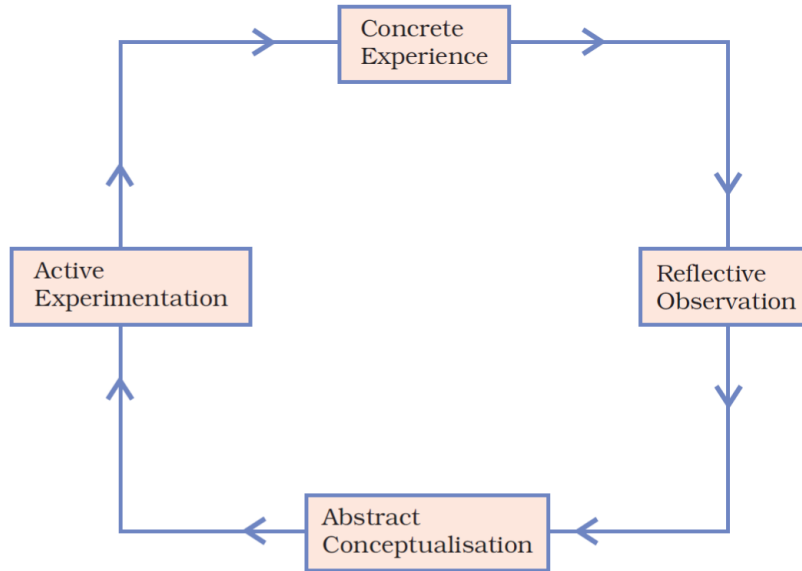 Concrete
Experience
Active
Experimentation
Reflective
Observation
Abstract
Conceptualisation